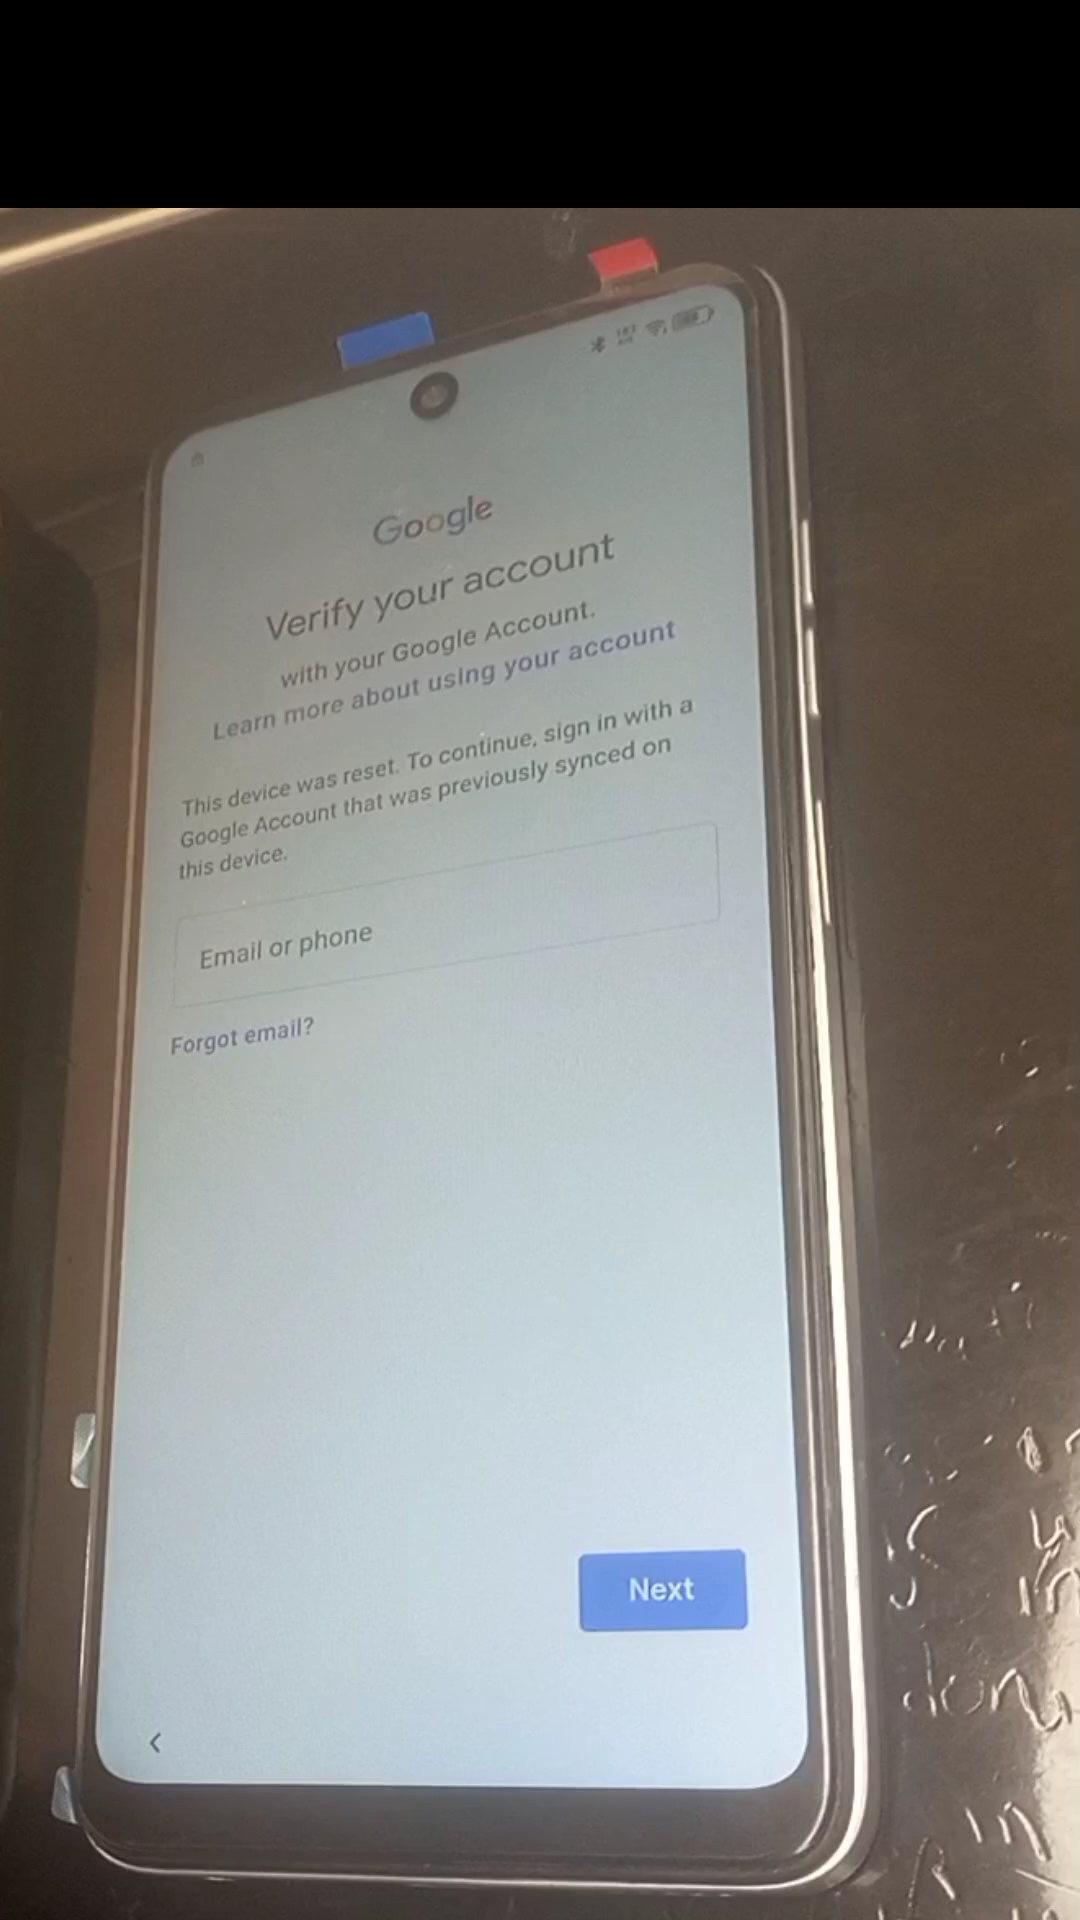 Google
Verify your account
with your Google Account.
Learn more about using your account
This device was reset. To continue, sign in with a
Google Account that was previously synced on
this device.
Email or phone
Forgot email?
Next